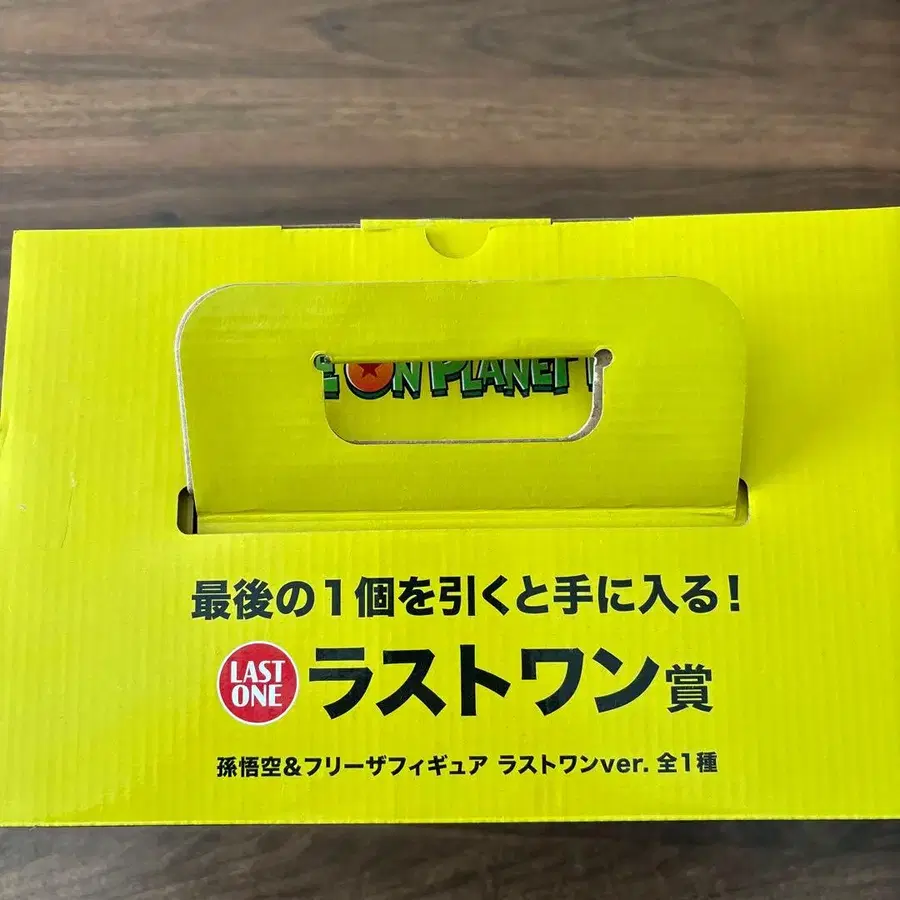 ON PLANET
最後の1個を引くと手に入る!
LAST
ONE
ラストワン賞
孫悟空&フリーザフィギュア ラストワンver. 全1種